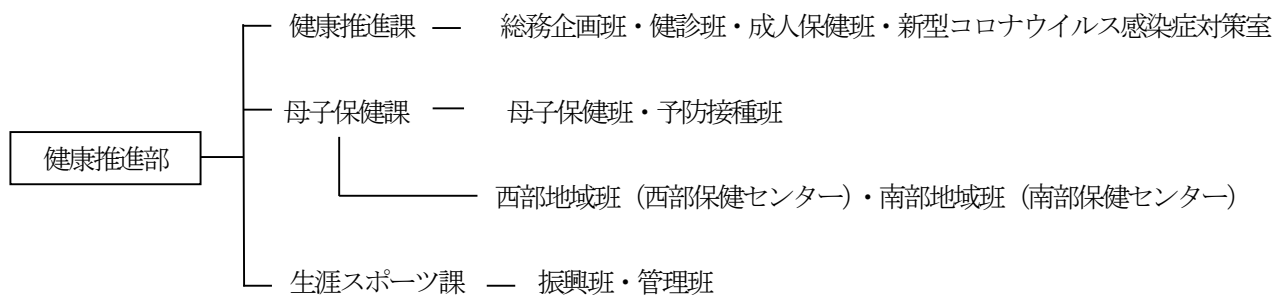 健康推進課 ― 総務企画班・健診班・成人保健班・新型コロナウイルス感染症対策室
母子保健課 ― 母子保健班・予防接種班
健康推進部
西部地域班（西部保健センター）・南部地域班（南部保健センター）
生涯スポーツ課 ― 振興班・管理班